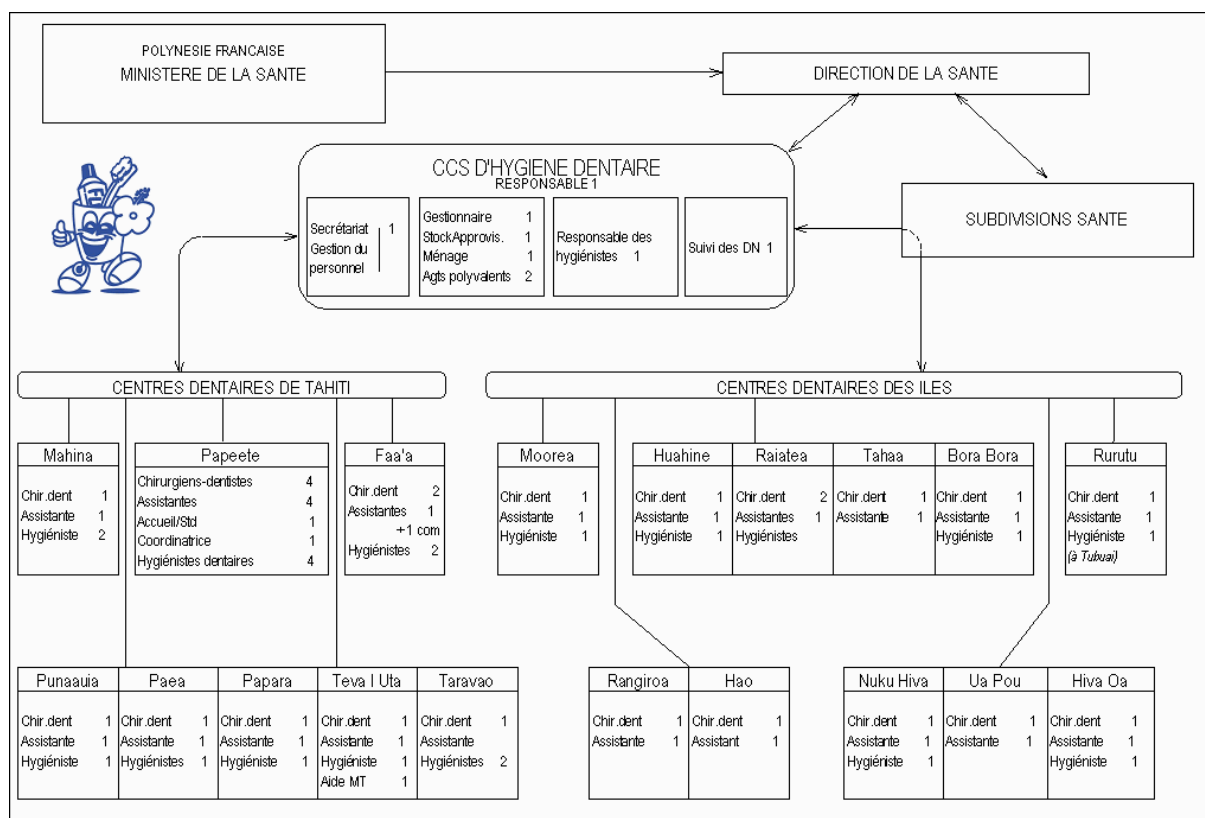 POLYNESIE FRANCAISE
MINISTERE DE LA SANTE
DIRECTION DE LA SANTE
CCS D'HYGIENE DENTAIRE
RESPONSABLE 1
Secrétariat 1
Gestion du
personnel
Gestionnaire 1
StockApprovis. 1
Ménage 1
Agts polyvalents 2
Responsable des
hygiénistes 1
Suivi des DN 1
SUBDIVISIONS SANTE
CENTRES DENTAIRES DE TAHITI
CENTRES DENTAIRES DES ILES
Mahina
Chir.dent 1
Assistante 1
Hygiéniste 2
Papeete
Chirurgiens-dentistes 4
Assistantes 4
Accueil/Std 1
Coordinatrice 1
Hygiénistes dentaires 4
Faa'a
Chir.dent 2
Assistantes 1
+1 com
Hygiénistes 2
Moorea
Chir.dent 1
Assistante 1
Hygiéniste 1
Huahine
Chir.dent 1
Assistante 1
Hygiéniste 1
Raiatea
Chir.dent 2
Assistantes 1
Hygiénistes
Tahaa
Chir.dent 1
Assistante 1
Bora Bora
Chir.dent 1
Assistante 1
Hygiéniste 1
Rurutu
Chir.dent 1
Assistante 1
Hygiéniste 1
(à Tubuai)
Punaauia
Chir.dent 1
Assistante 1
Hygiéniste 1
Paea
Chir.dent 1
Assistante 1
Hygiénistes 1
Papara
Chir.dent 1
Assistante 1
Hygiéniste 1
Teva I Uta
Chir.dent 1
Assistante 1
Hygiéniste 1
Aide MT 1
Taravao
Chir.dent 1
Assistante
Hygiénistes 2
Rangiroa
Chir.dent 1
Assistante 1
Hao
Chir.dent 1
Assistant 1
Nuku Hiva
Chir.dent 1
Assistante 1
Hygiéniste 1
Ua Pou
Chir.dent 1
Assistante 1
Hiva Oa
Chir.dent 1
Assistante 1
Hygiéniste 1